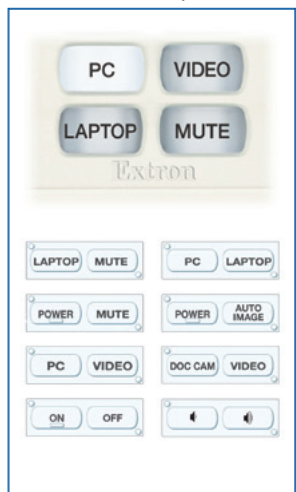 PC VIDEO
LAPTOP MUTE
Extron
LAPTOP MUTE PC LAPTOP
POWER MUTE POWER AUTO
IMAGE
PC VIDEO DOC CAM VIDEO
ON OFF